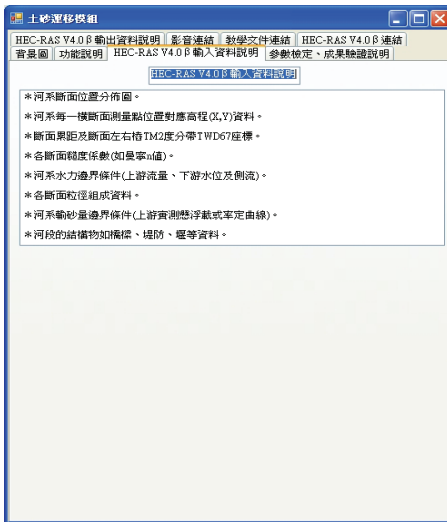 土砂運移模組
HEC-RAS V4.0β輸出資料說明 影音連結 教學文件連結 HEC-RAS V4.0β連結
背景圖 功能說明 HEC-RAS V4.0β輸入資料說明 參數檢定、成果驗證說明
HEC-RAS V4.0β輸入資料說明
＊河系斷面位置分佈圖。
＊河系每一橫斷面測量點位置對應高程(X,Y)資料。
＊斷面累距及斷面左右樁TM2度分帶TWD67座標。
＊各斷面糙度係數(如曼寧n值)。
＊河系水力邊界條件(上游流量、下游水位及側流)。
＊各斷面粒徑組成資料。
＊河系輸砂量邊界條件(上游實測懸浮載或率定曲線)。
＊河段的結構物如橋樑、堤防、堰等資料。